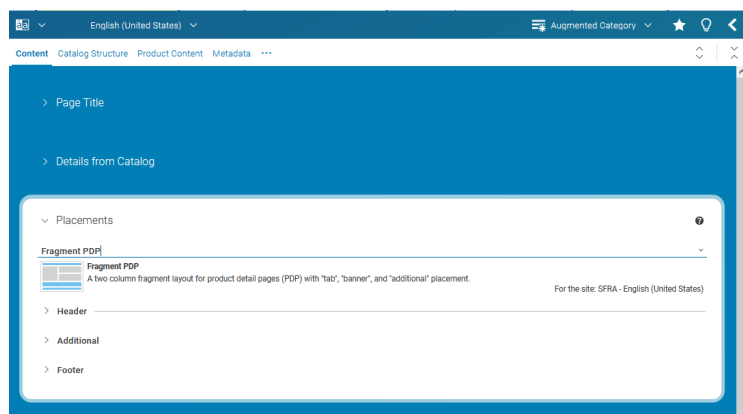 English (United States)
Augmented Category
Content Catalog Structure Product Content Metadata ...
Page Title
Details from Catalog
Placements
Fragment PDP
Fragment PDP
A two column fragment layout for product detail pages (PDP) with "tab", "banner", and "additional" placement.
For the site: SFRA - English (United States)
Header
Additional
Footer